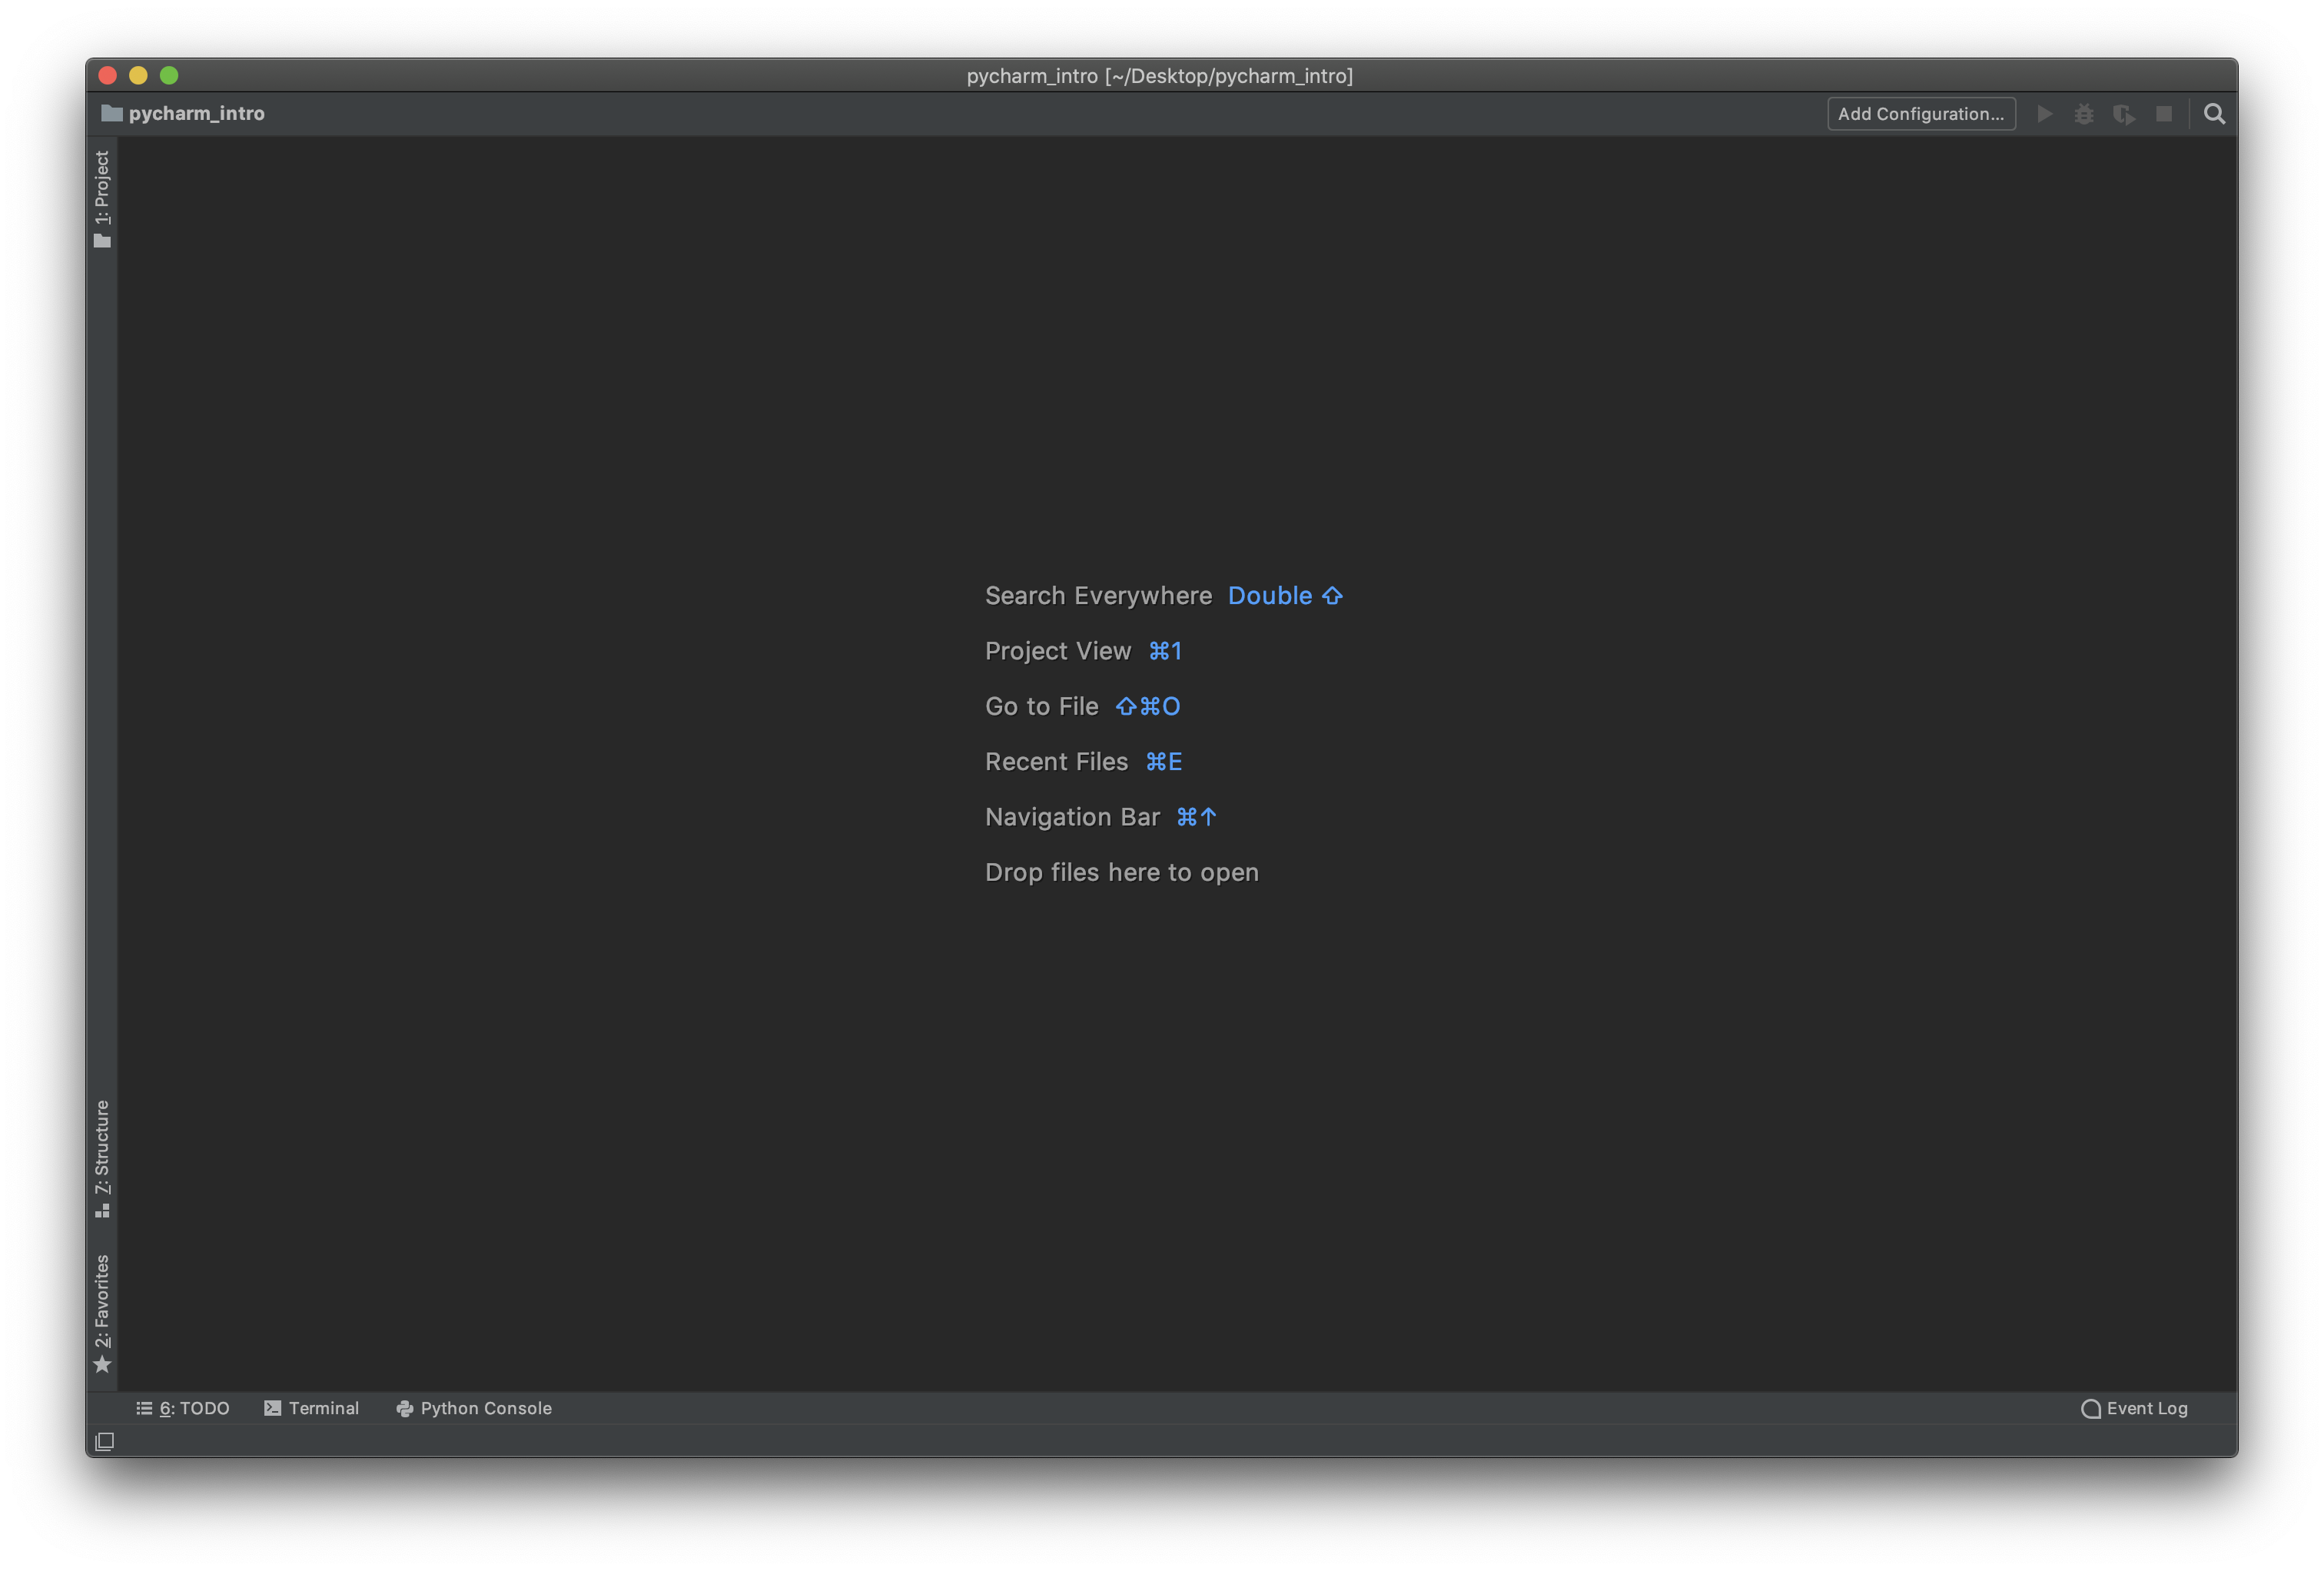 pycharm_intro [~/Desktop/pycharm_intro]
pycharm_intro
Add Configuration...
1: Project
Search Everywhere Double ⇧
Project View ⌘1
Go to File ⇧⌘O
Recent Files ⌘E
Navigation Bar ⌘↑
Drop files here to open
7: Structure
2: Favorites
6: TODO
Terminal
Python Console
Event Log